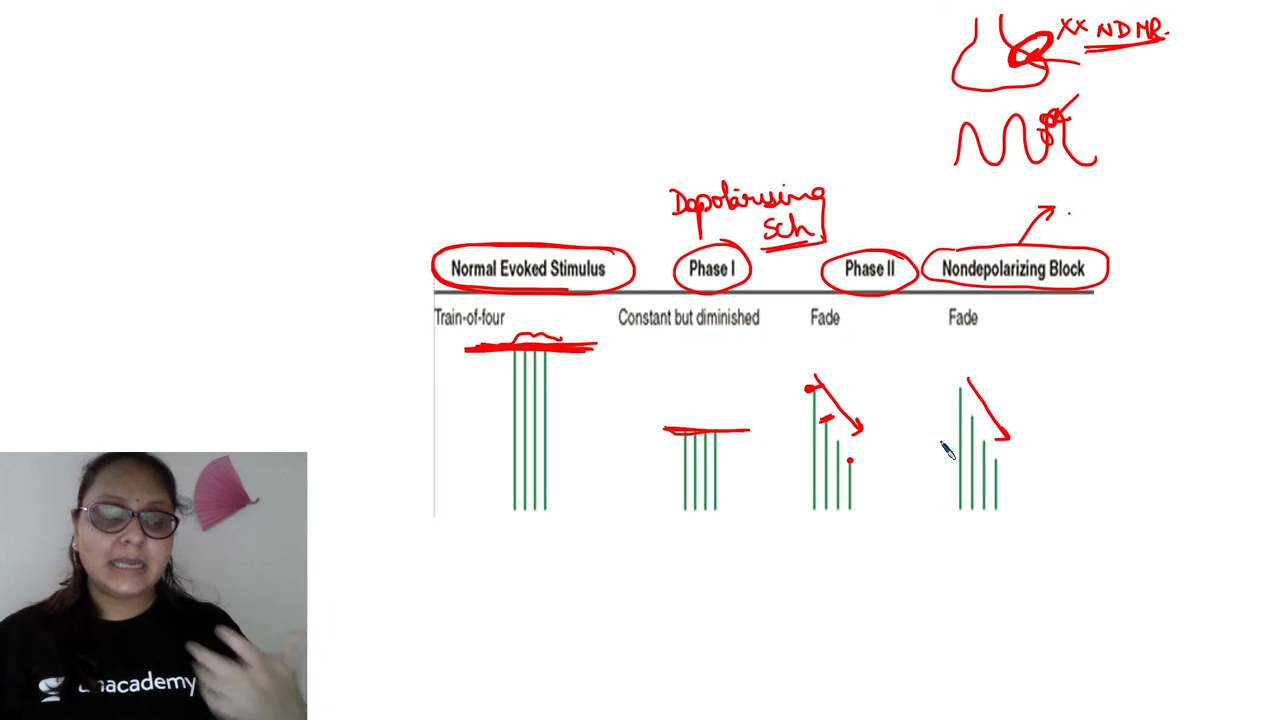 XX NDMR.
Depolarising
Sch
Normal Evoked Stimulus Phase I Phase II Nondepolarizing Block
Train-of-four Constant but diminished Fade Fade
unacademy